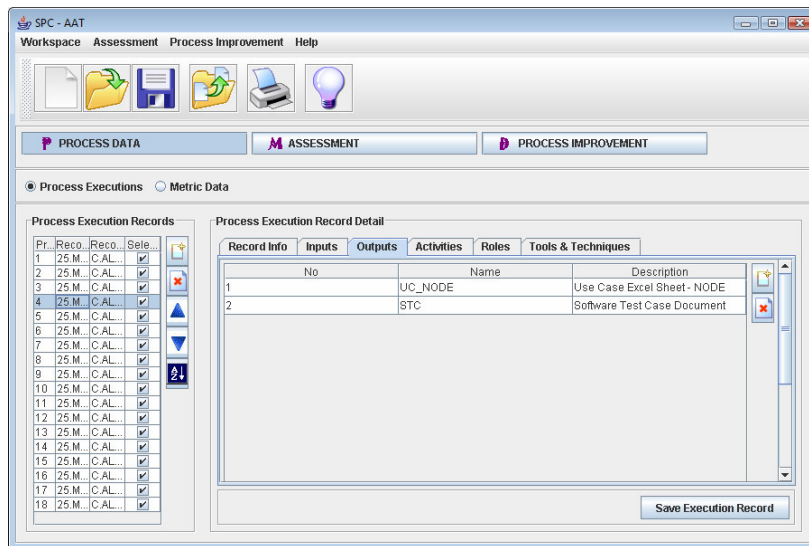 SPC - AAT
Workspace Assessment Process Improvement Help
P PROCESS DATA M ASSESSMENT PROCESS IMPROVEMENT
Process Executions Metric Data
Process Execution Records
Pr... Reco... Reco... Sele...
1 25.M... C.AL...
2 25.M... C.AL...
3 25.M... C.AL...
4 25.M... C.AL...
5 25.M... C.AL...
6 25.M... C.AL...
7 25.M... C.AL...
8 25.M... C.AL...
9 25.M... C.AL...
10 25.M... C.AL...
11 25.M... C.AL...
12 25.M... C.AL...
13 25.M... C.AL...
14 25.M... C.AL...
15 25.M... C.AL...
16 25.M... C.AL...
17 25.M... C.AL...
18 25.M... C.AL...
A
Z
Process Execution Record Detail
Record Info Inputs Outputs Activities Roles Tools & Techniques
No Name Description
1 UC_NODE Use Case Excel Sheet - NODE
2 STC Software Test Case Document
Save Execution Record